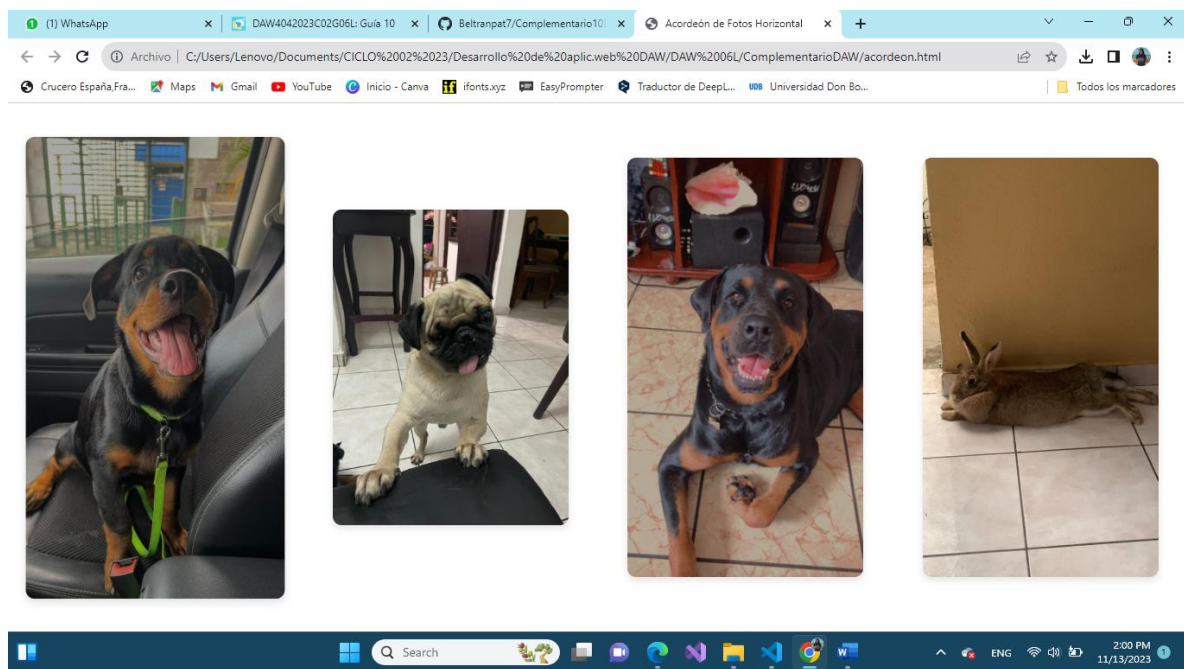 (1) WhatsApp
DAW4042023C02G06L: Guía 10
Beltranpat7/Complementario10
Acordeón de Fotos Horizontal
Archivo
C:/Users/Lenovo/Documents/CICLO%2002%2023/Desarrollo%20de%20aplic.web%20DAW/DAW%2006L/ComplementarioDAW/acordeon.html
Crucero España,Fra...
Maps
Gmail
YouTube
Inicio - Canva
ifonts.xyz
EasyPrompter
Traductor de DeepL...
UDB Universidad Don Bo...
Todos los marcadores
Search
ENG
2:00 PM
11/13/2023
1